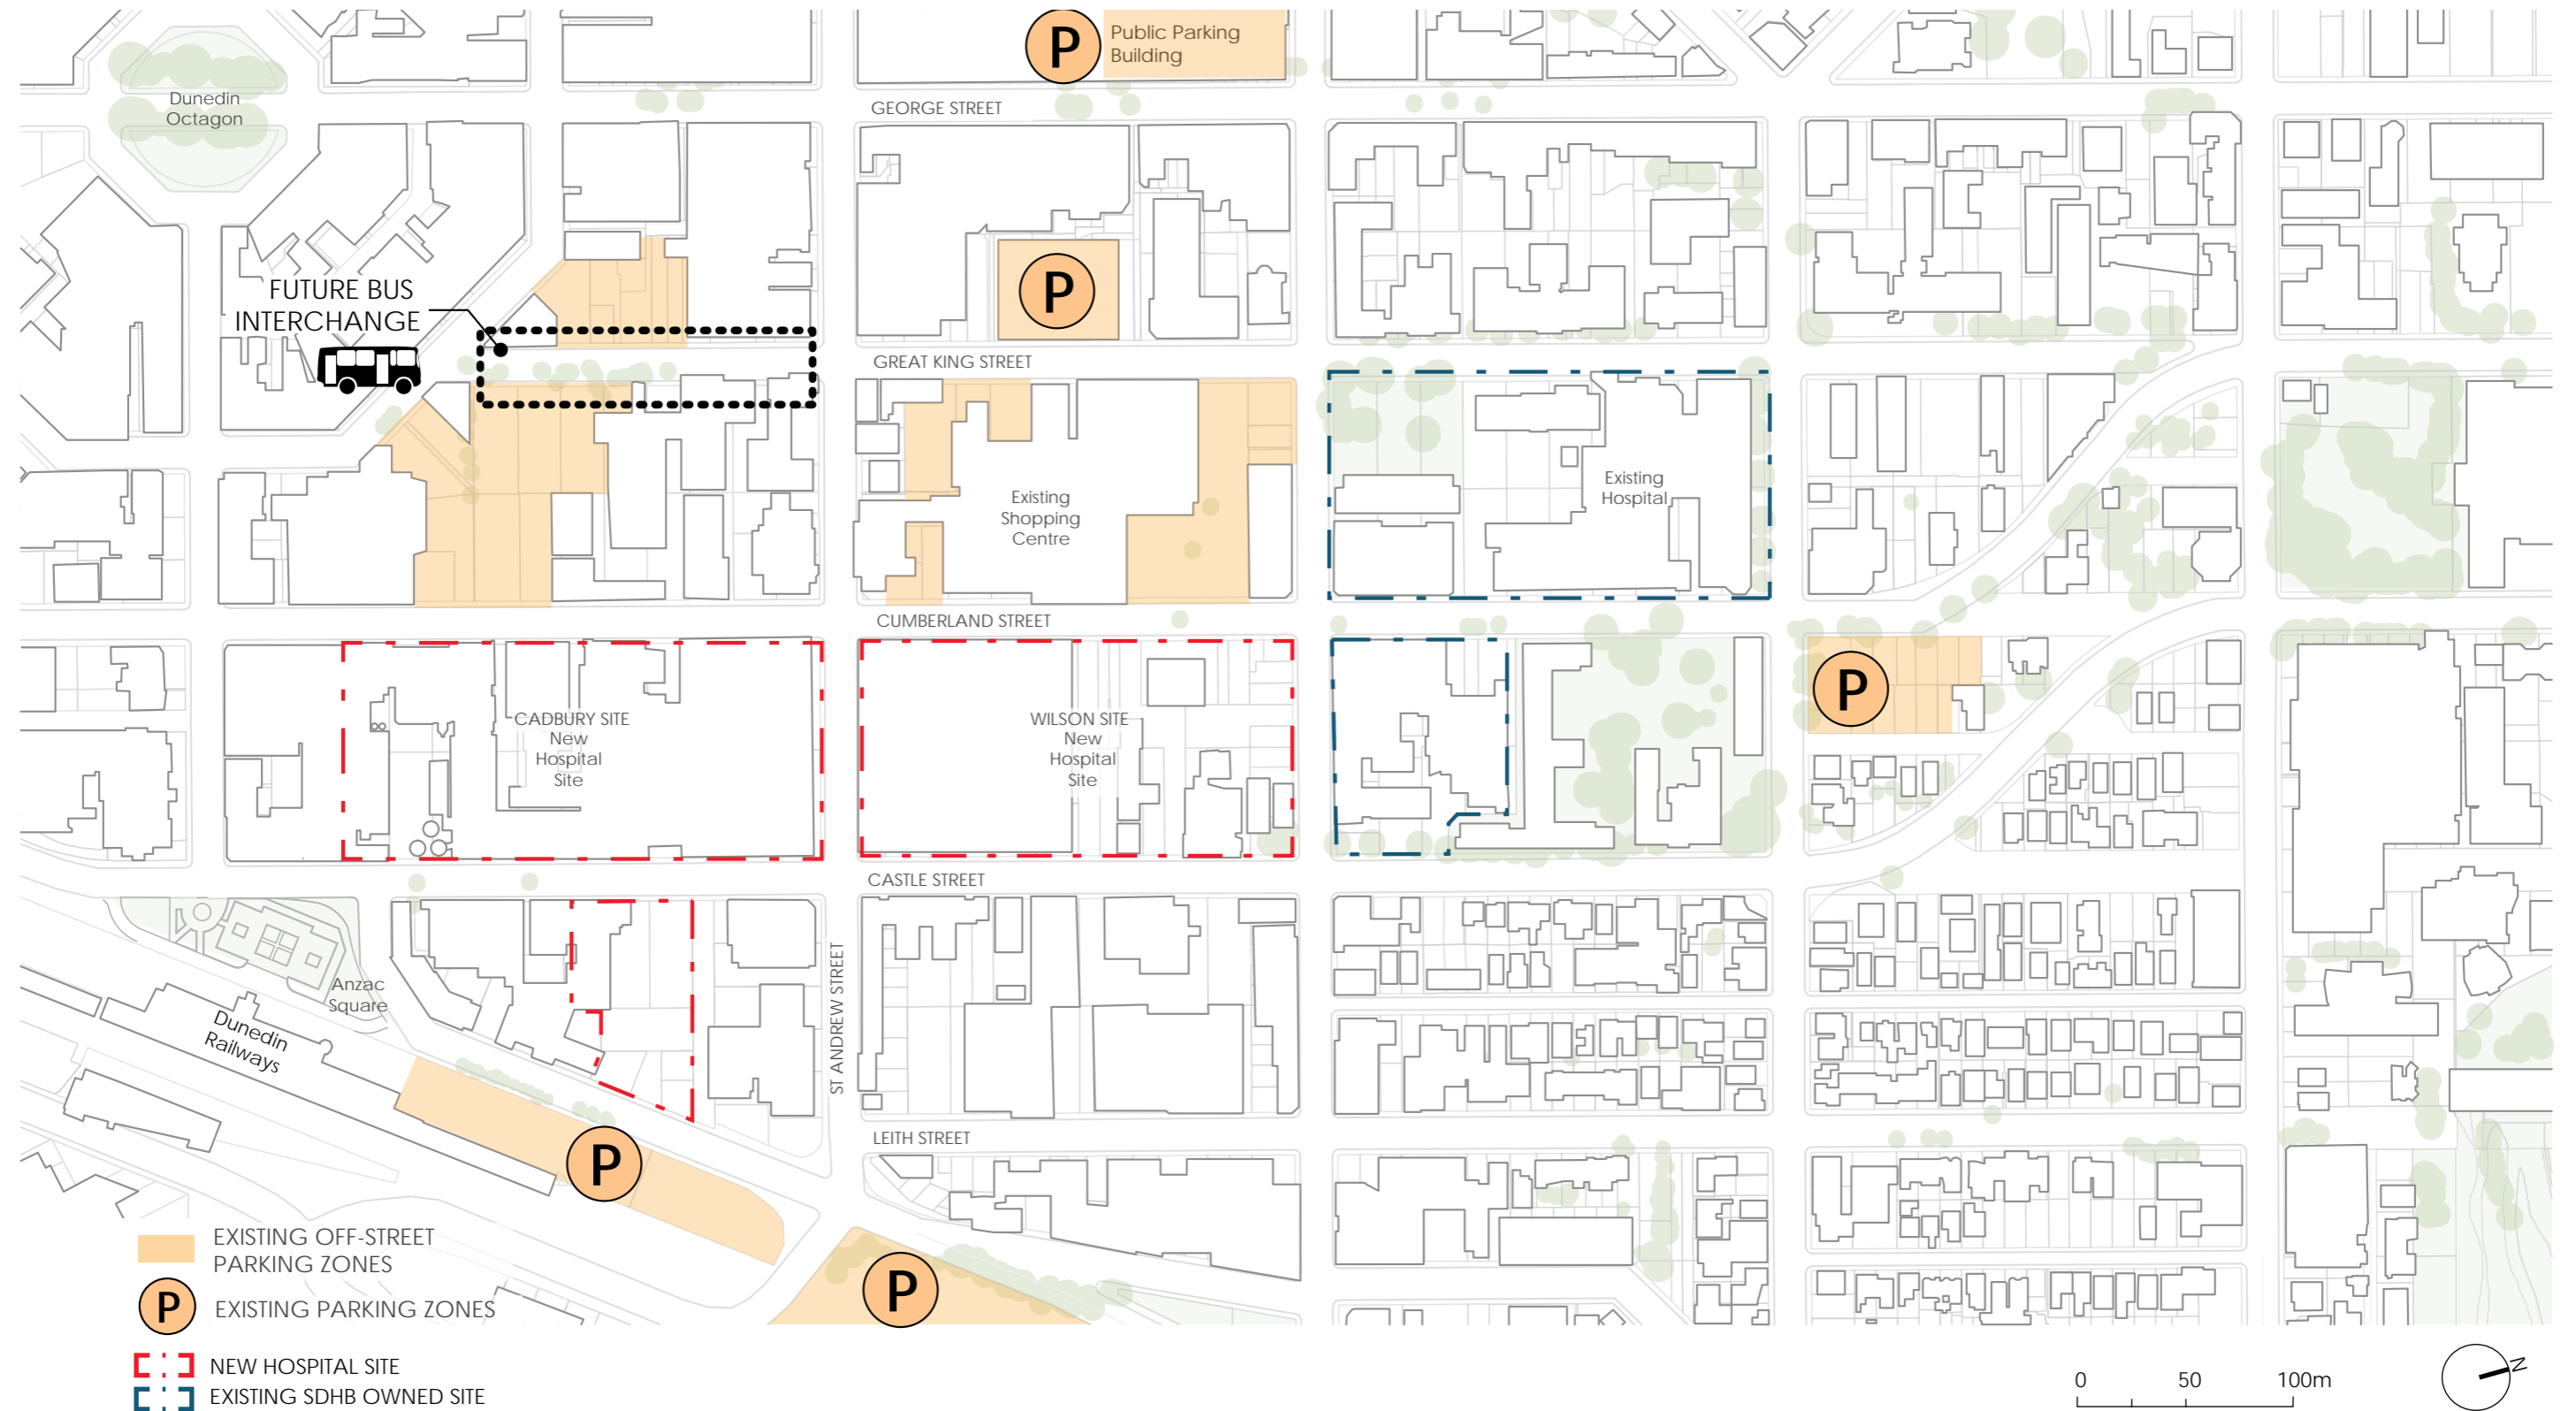 P
Public Parking
Building
GEORGE STREET
Dunedin
Octagon
FUTURE BUS
INTERCHANGE
P
GREAT KING STREET
Existing
Shopping
Centre
Existing
Hospital
CUMBERLAND STREET
P
CADBURY SITE
New
Hospital
Site
WILSON SITE
New
Hospital
Site
CASTLE STREET
Anzac
Square
Dunedin
Railways
ST ANDREW STREET
LEITH STREET
P
P
EXISTING OFF-STREET
PARKING ZONES
P
EXISTING PARKING ZONES
NEW HOSPITAL SITE
EXISTING SDHB OWNED SITE
0 50 100m
N